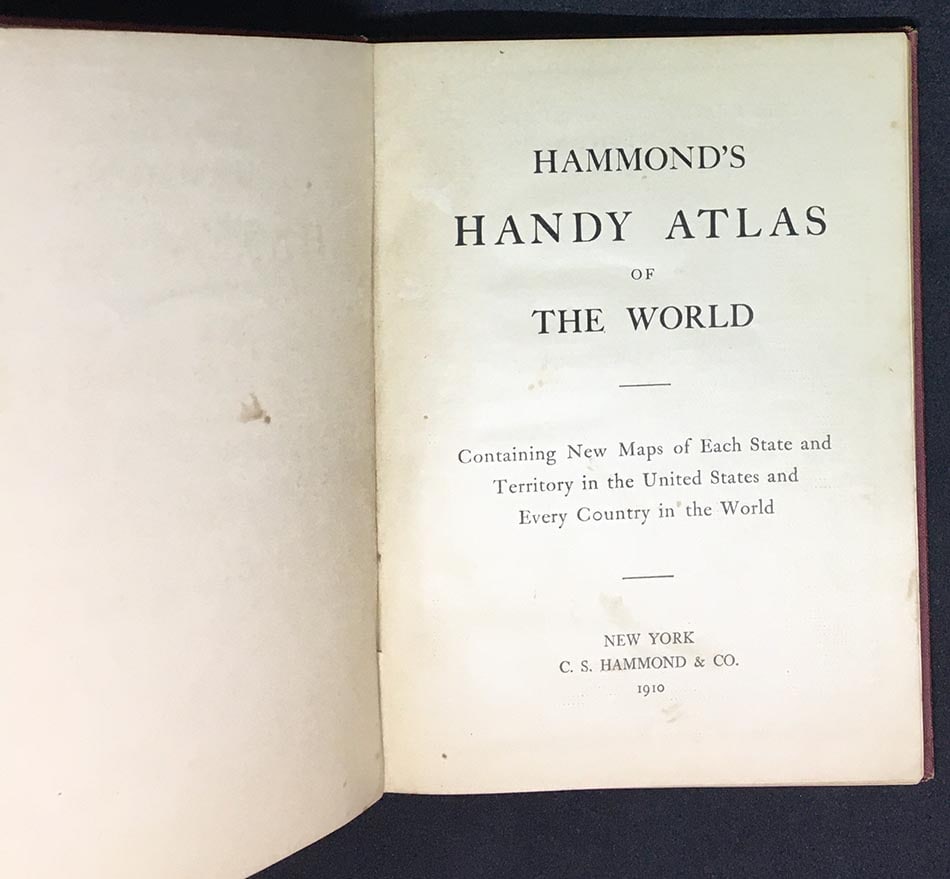 HAMMOND'S
HANDY ATLAS
OF
THE WORLD
Containing New Maps of Each State and
Territory in the United States and
Every Country in the World
NEW YORK
C. S. HAMMOND & CO.
1910